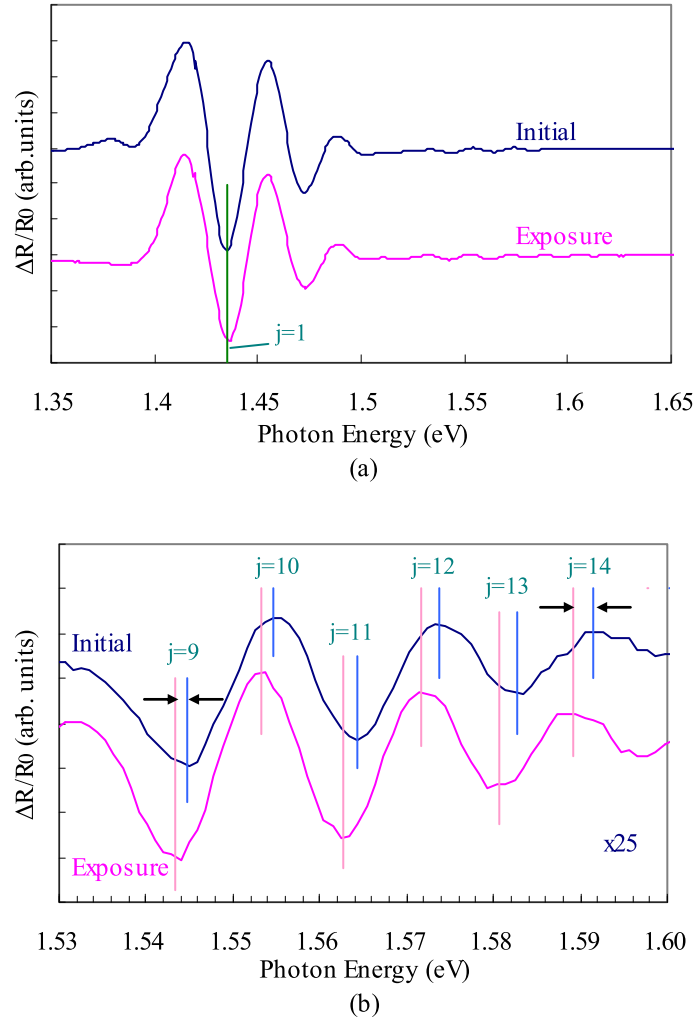 ΔR/R0 (arb.units)
Initial
Exposure
j=1
1.35 1.4 1.45 1.5 1.55 1.6 1.65
Photon Energy (eV)
(a)
ΔR/R0 (arb. units)
j=10 j=12 j=14
j=13
j=11
Initial
j=9
x25
Exposure
1.53 1.54 1.55 1.56 1.57 1.58 1.59 1.60
Photon Energy (eV)
(b)